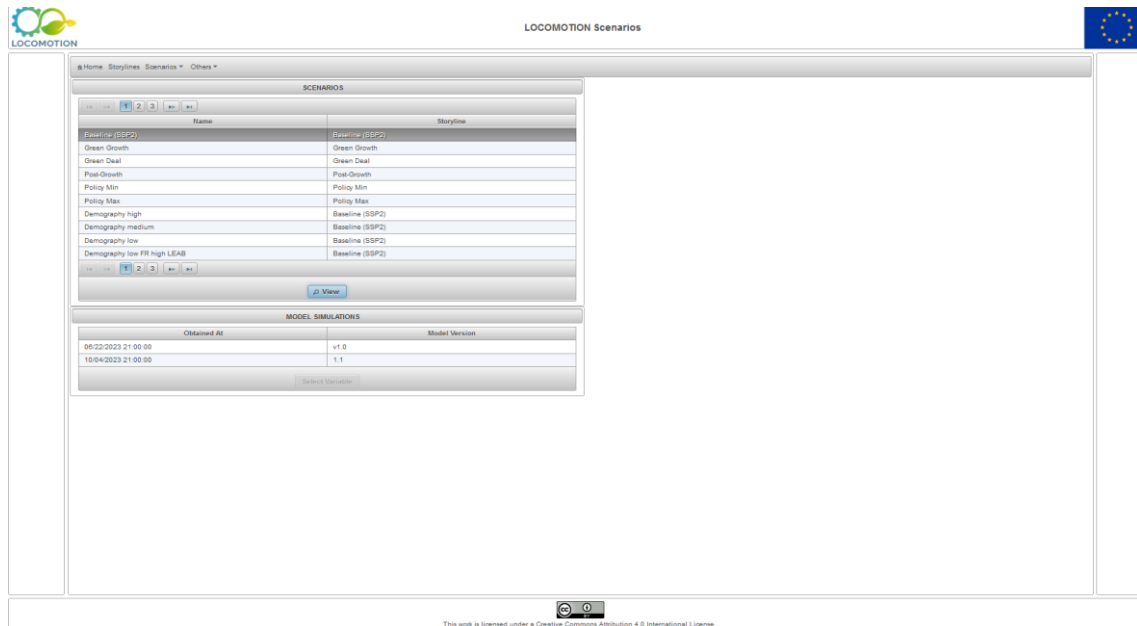 LOCOMOTION Scenarios
LOCOMOTION
Home Storylines Scenarios Others
SCENARIOS
1 2 3
Name Storyline
Baseline (SSP2) Baseline (SSP2)
Green Growth Green Growth
Green Deal Green Deal
Post-Growth Post-Growth
Policy Min Policy Min
Policy Max Policy Max
Demography high Baseline (SSP2)
Demography medium Baseline (SSP2)
Demography low Baseline (SSP2)
Demography low FR high LEAB Baseline (SSP2)
1 2 3
View
MODEL SIMULATIONS
Obtained At Model Version
06/22/2023 21:00:00 v1.0
10/04/2023 21:00:00 1.1
Select Variable
cc BY
This work is licensed under a Creative Commons Attribution 4.0 International License